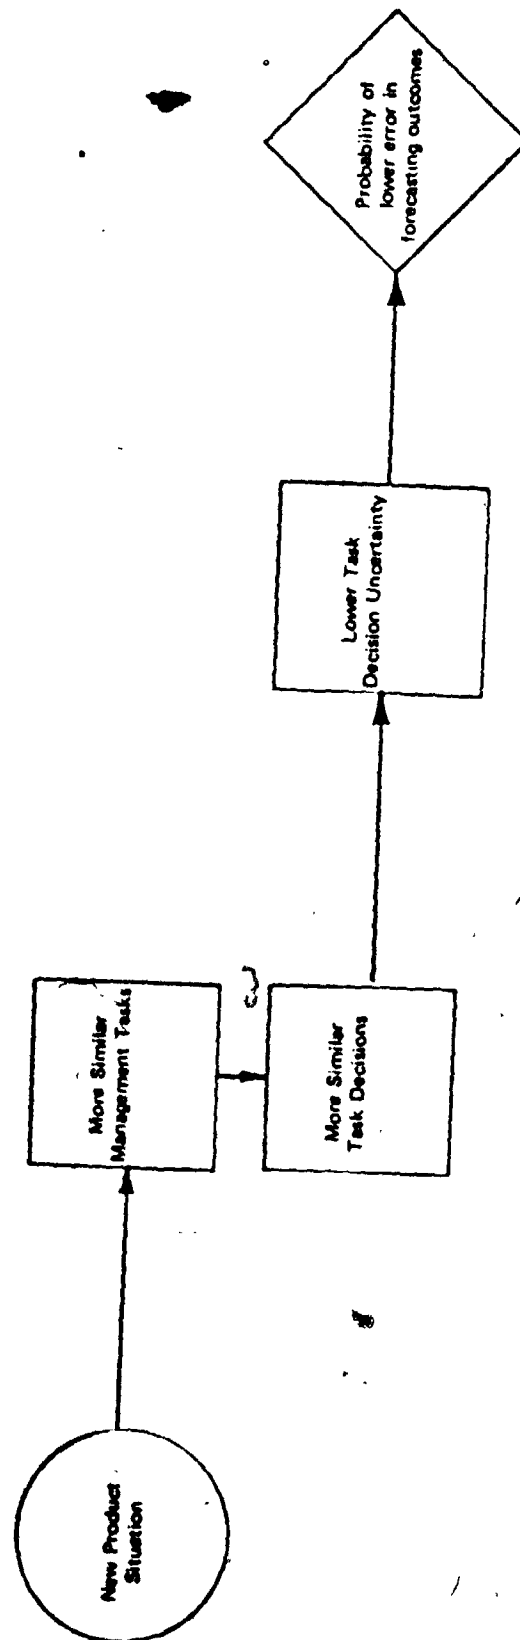 New Product
Situation
More Similar
Management Tasks
More Similar
Task Decisions
Lower Task
Decision Uncertainty
Probability of
lower error in
forecasting outcomes